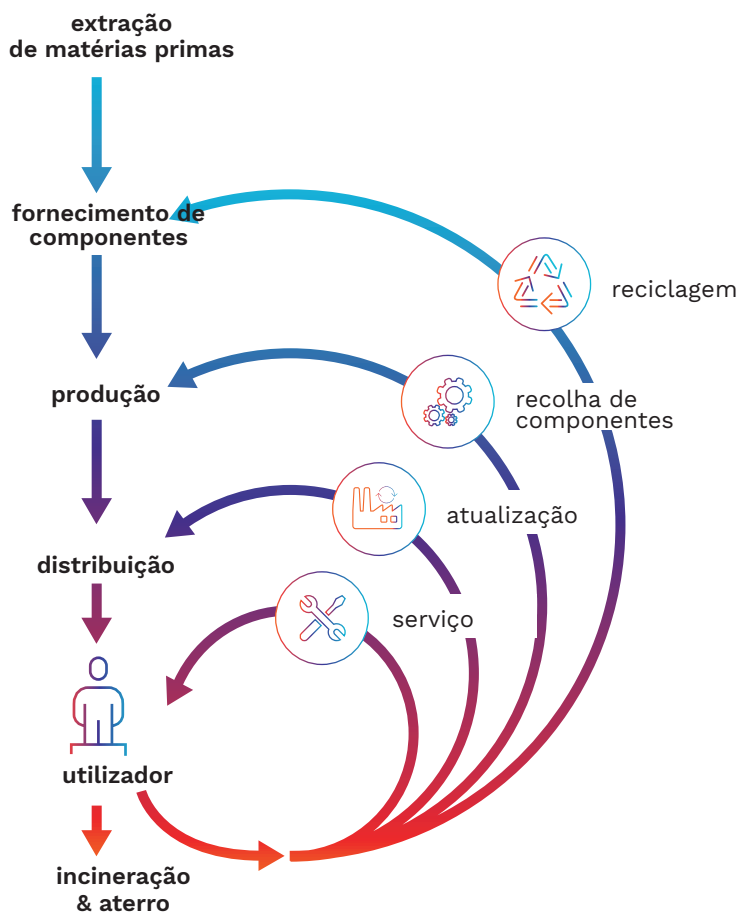 extração
de matérias primas
fornecimento de
componentes
reciclagem
produção
recolha de
componentes
atualização
distribuição
serviço
utilizador
incineração
& aterro